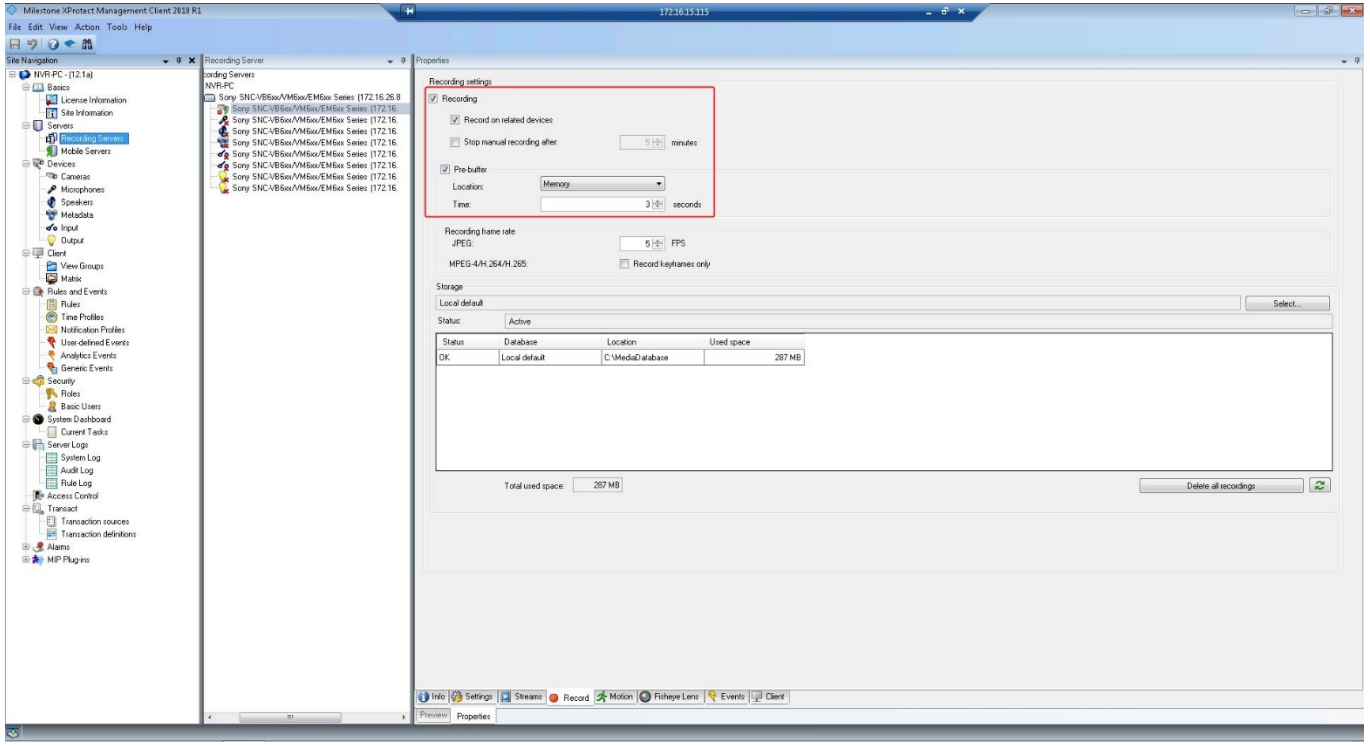 Milestone XProtect Management Client 2018 R1
172.16.15.115
File Edit View Action Tools Help
Site Navigation
NVR-PC - (12.1a)
Basics
License Information
Site Information
Servers
Recording Servers
Mobile Servers
Devices
Cameras
Microphones
Speakers
Metadata
Input
Output
Client
View Groups
Matrix
Rules and Events
Rules
Time Profiles
Notification Profiles
User-defined Events
Analytics Events
Generic Events
Security
Roles
Basic Users
System Dashboard
Current Tasks
Server Logs
System Log
Audit Log
Rule Log
Access Control
Transact
Transaction sources
Transaction definitions
Alarms
MIP Plug-ins
Recording Server
ording Servers
NVR-PC
Sony SNC-VB6xx/VM6xx/EM6xx Series (172.16.26.8
Sony SNC-VB6xx/VM6xx/EM6xx Series (172.16.
Sony SNC-VB6xx/VM6xx/EM6xx Series (172.16.
Sony SNC-VB6xx/VM6xx/EM6xx Series (172.16.
Sony SNC-VB6xx/VM6xx/EM6xx Series (172.16.
Sony SNC-VB6xx/VM6xx/EM6xx Series (172.16.
Sony SNC-VB6xx/VM6xx/EM6xx Series (172.16.
Sony SNC-VB6xx/VM6xx/EM6xx Series (172.16.
Sony SNC-VB6xx/VM6xx/EM6xx Series (172.16.
Properties
Recording settings
Recording
Record on related devices
Stop manual recording after: 5 minutes
Pre-buffer
Location: Memory
Time: 3 seconds
Recording frame rate
JPEG: 5 FPS
MPEG-4/H.264/H.265: Record keyframes only
Storage
Local default Select...
Status: Active
Status Database Location Used space
OK Local default C:\MediaDatabase 287 MB
Total used space: 287 MB Delete all recordings
Info Settings Streams Record Motion Fisheye Lens Events Client
Preview Properties